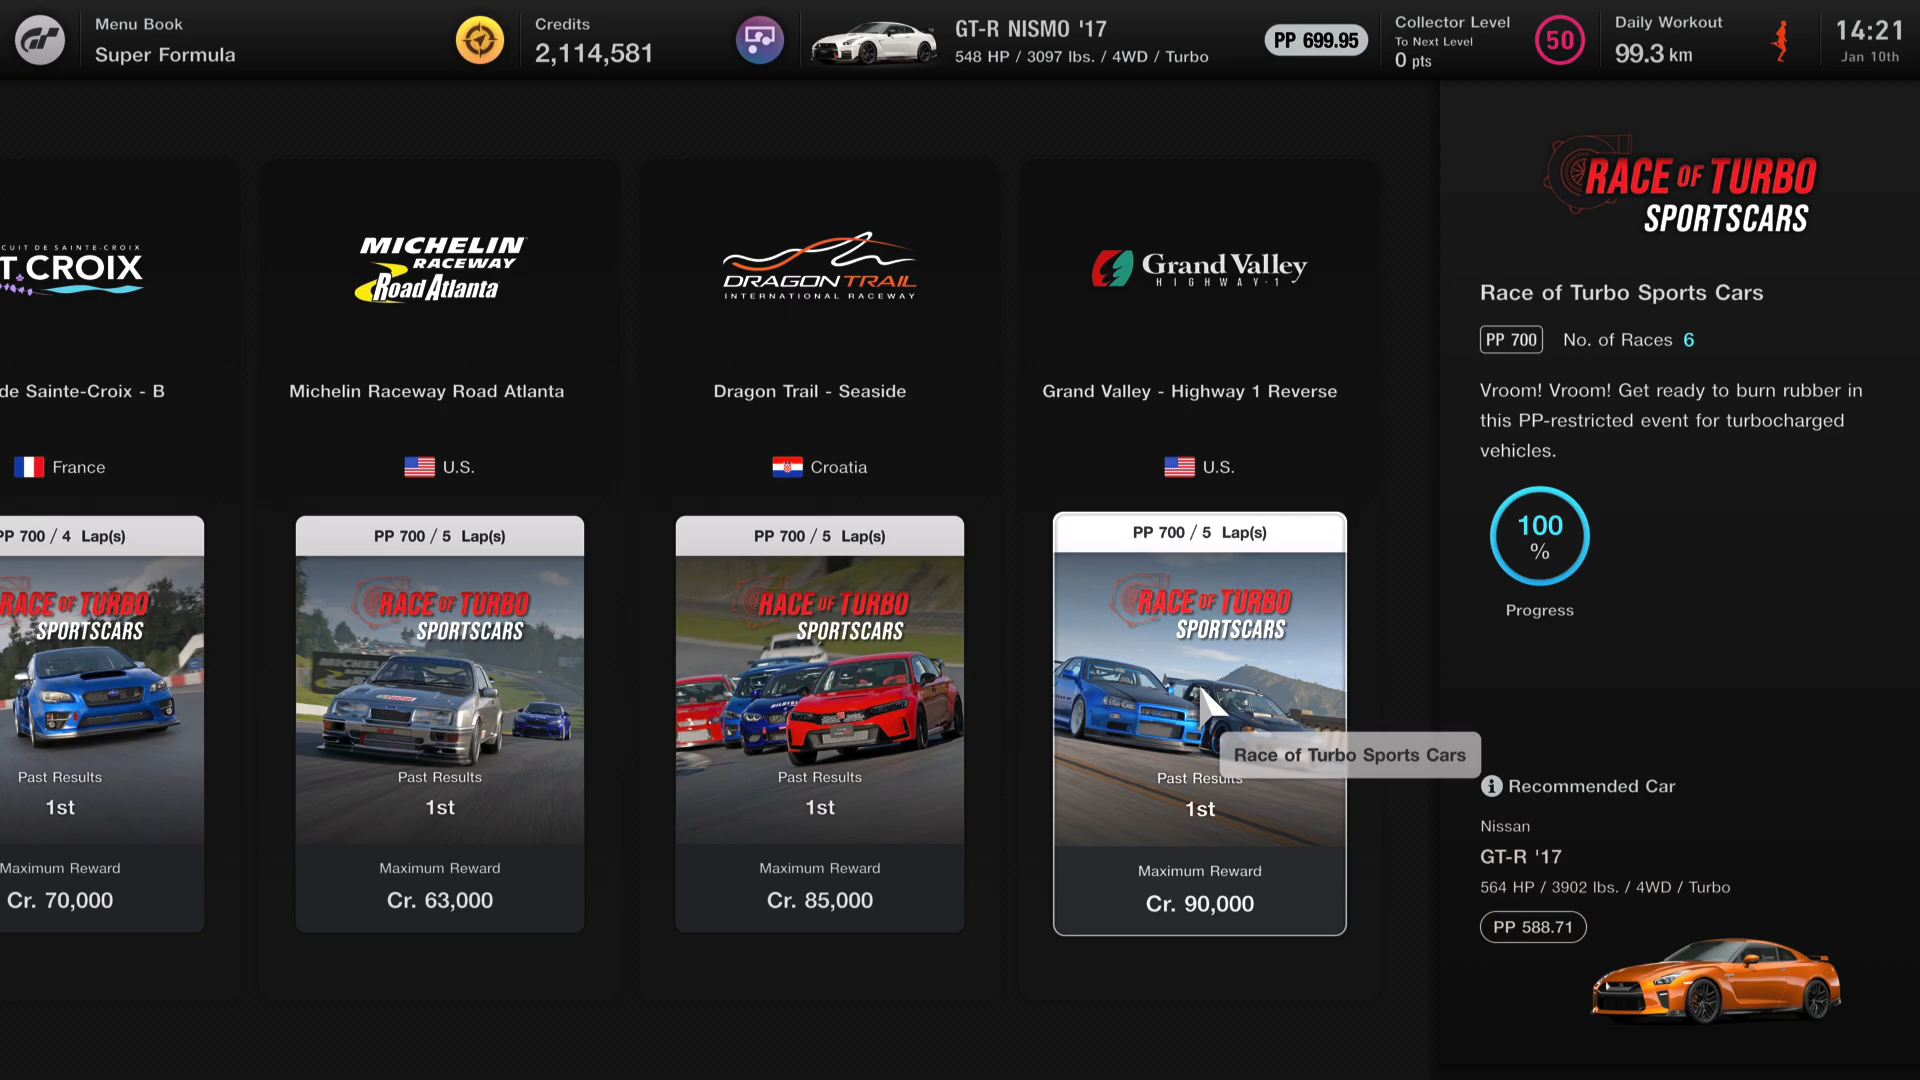 Menu Book
Super Formula
Credits
2,114,581
GT-R NISMO '17
548 HP / 3097 lbs. / 4WD / Turbo
PP 699.95
Collector Level
To Next Level
0 pts
50
Daily Workout
99.3 km
14:21
Jan 10th
CUIT DE SAINTE-CROIX
T.CROIX
de Sainte-Croix - B
France
PP 700 / 4 Lap(s)
RACE OF TURBO
SPORTSCARS
Past Results
1st
Maximum Reward
Cr. 70,000
MICHELIN
RACEWAY
Road Atlanta
Michelin Raceway Road Atlanta
U.S.
PP 700 / 5 Lap(s)
RACE OF TURBO
SPORTSCARS
Past Results
1st
Maximum Reward
Cr. 63,000
DRAGON TRAIL
INTERNATIONAL RACEWAY
Dragon Trail - Seaside
Croatia
PP 700 / 5 Lap(s)
RACE OF TURBO
SPORTSCARS
Past Results
1st
Maximum Reward
Cr. 85,000
Grand Valley
HIGHWAY·1
Grand Valley - Highway 1 Reverse
U.S.
PP 700 / 5 Lap(s)
RACE OF TURBO
SPORTSCARS
Race of Turbo Sports Cars
Past Results
1st
Maximum Reward
Cr. 90,000
RACE OF TURBO
SPORTSCARS
Race of Turbo Sports Cars
PP 700 No. of Races 6
Vroom! Vroom! Get ready to burn rubber in
this PP-restricted event for turbocharged
vehicles.
100
%
Progress
Recommended Car
Nissan
GT-R '17
564 HP / 3902 lbs. / 4WD / Turbo
PP 588.71